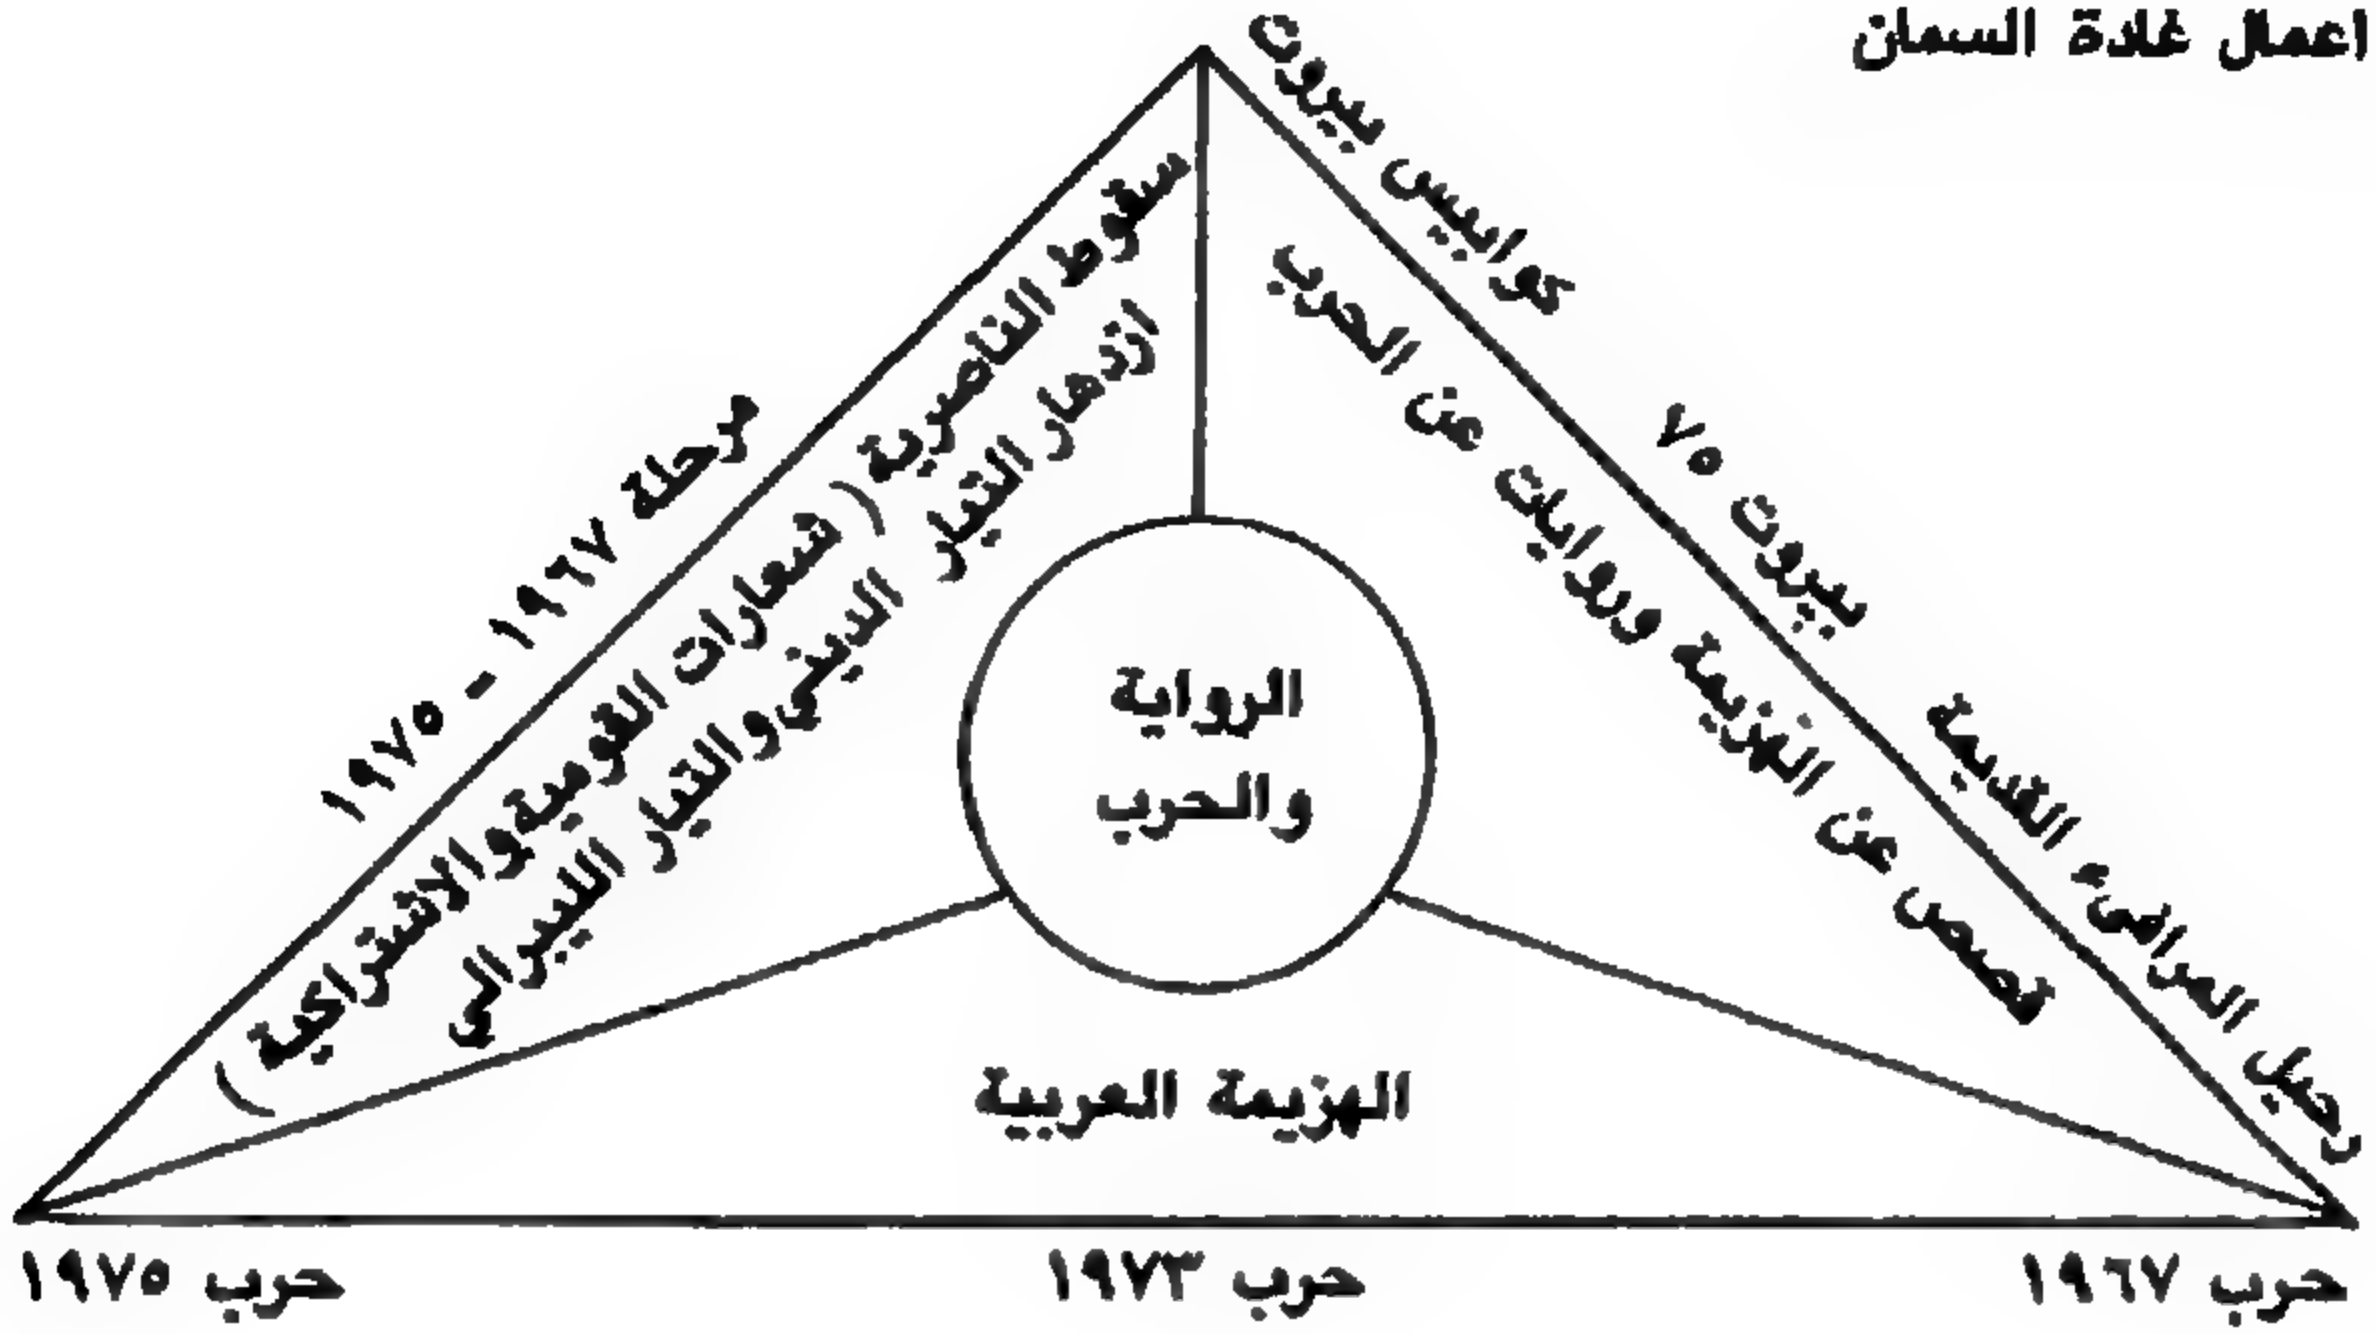 اعمال غادة السمان
كوابيس بيروت
بيروت ٧٥
رحيل المرافىء القديمة
قصص عن الهزيمة وروايات عن الحرب
مرحلة ١٩٦٧ - ١٩٧٥
سقوط الناصرية (شعارات القومية والاشتراكية)
ازدهار التيار الديني والتيار الليبرالي
الرواية
والحرب
الهزيمة العربية
حرب ١٩٦٧
حرب ١٩٧٣
حرب ١٩٧٥